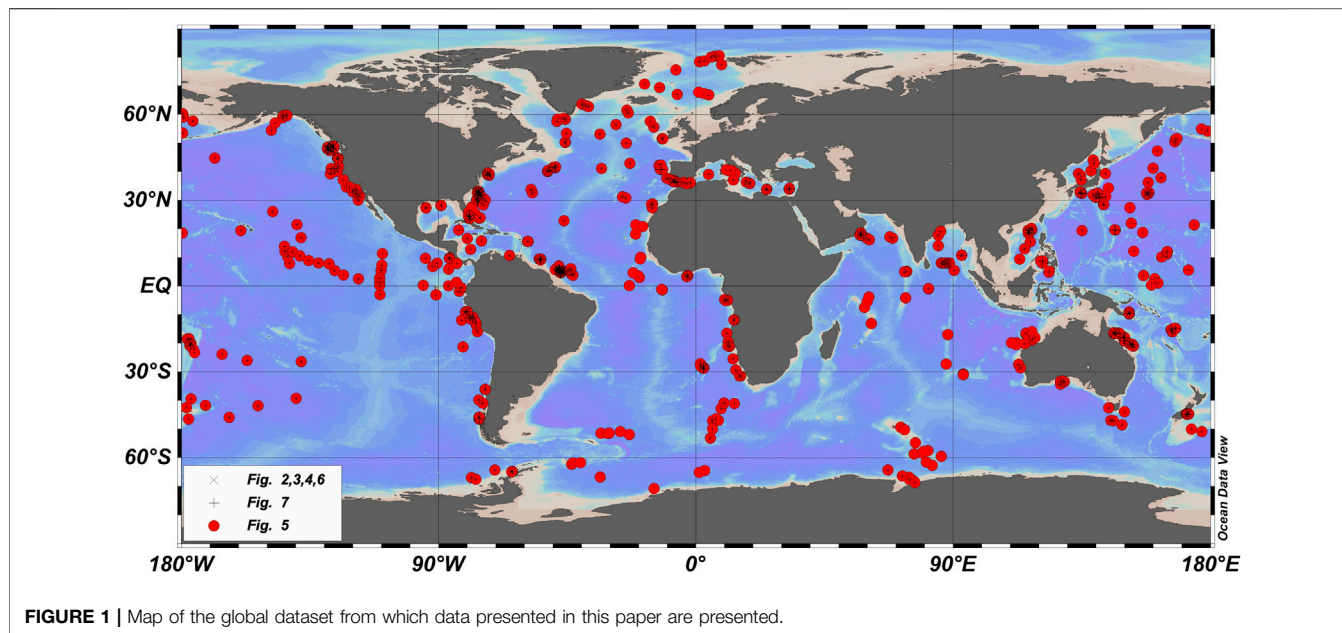 60°N
30°N
EQ
30°S
60°S
× Fig. 2,3,4,6
+ Fig. 7
● Fig. 5
Ocean Data View
180°W 90°W 0° 90°E 180°E
FIGURE 1 | Map of the global dataset from which data presented in this paper are presented.